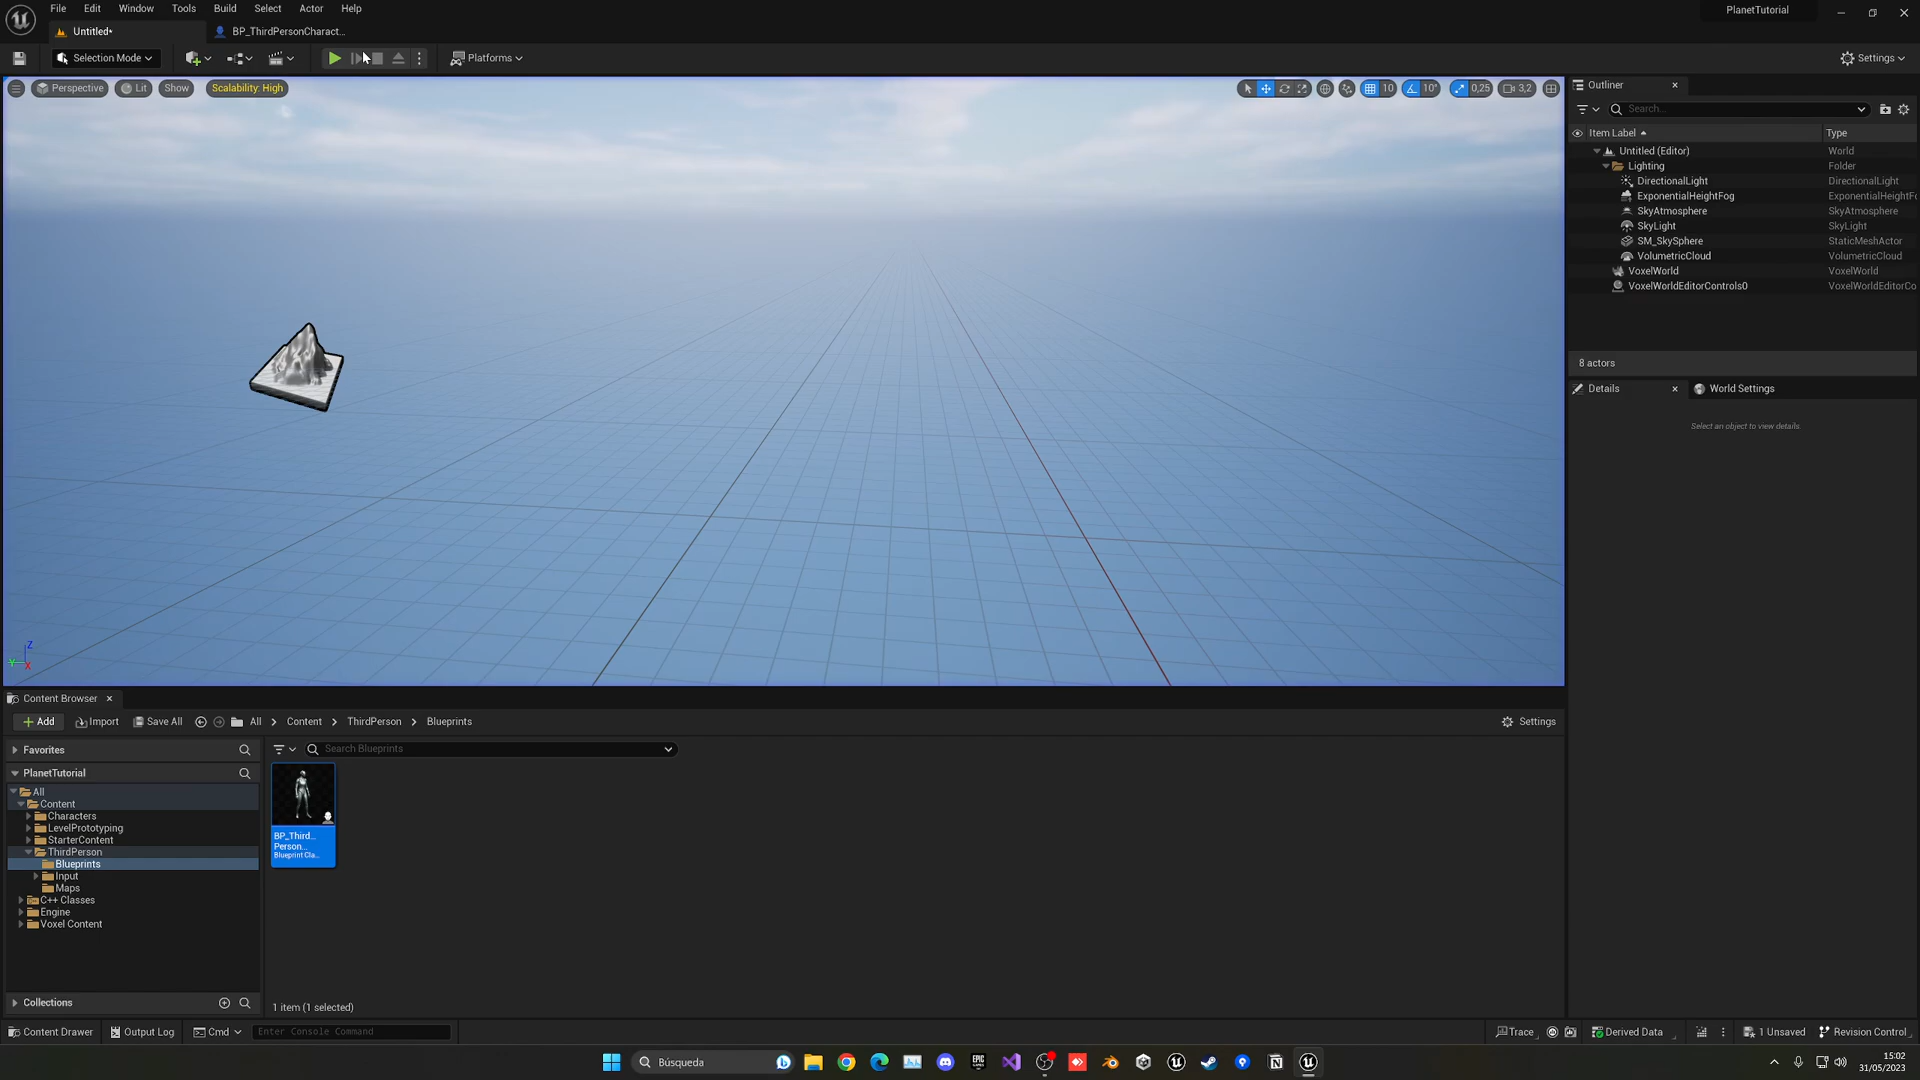 File Edit Window Tools Build Select Actor Help
PlanetTutorial
Untitled*
BP_ThirdPersonCharact...
Selection Mode
Platforms
Settings
Perspective
Lit
Show
Scalability: High
10
10°
0,25
3,2
Outliner
Search...
Item Label
Type
Untitled (Editor)
World
Lighting
Folder
DirectionalLight
DirectionalLight
ExponentialHeightFog
ExponentialHeightFo
SkyAtmosphere
SkyAtmosphere
SkyLight
SkyLight
SM_SkySphere
StaticMeshActor
VolumetricCloud
VolumetricCloud
VoxelWorld
VoxelWorld
VoxelWorldEditorControls0
VoxelWorldEditorCo
8 actors
Details
World Settings
Select an object to view details.
Z
Y
X
Content Browser
Add
Import
Save All
All
Content
ThirdPerson
Blueprints
Settings
Favorites
Search Blueprints
PlanetTutorial
All
Content
Characters
LevelPrototyping
StarterContent
ThirdPerson
Blueprints
Input
Maps
C++ Classes
Engine
Voxel Content
BP_Third...
Person...
Blueprint Cla...
Collections
1 item (1 selected)
Content Drawer
Output Log
Cmd
Enter Console Command
Trace
Derived Data
1 Unsaved
Revision Control
Búsqueda
EPIC
GAMES
15:02
31/05/2023